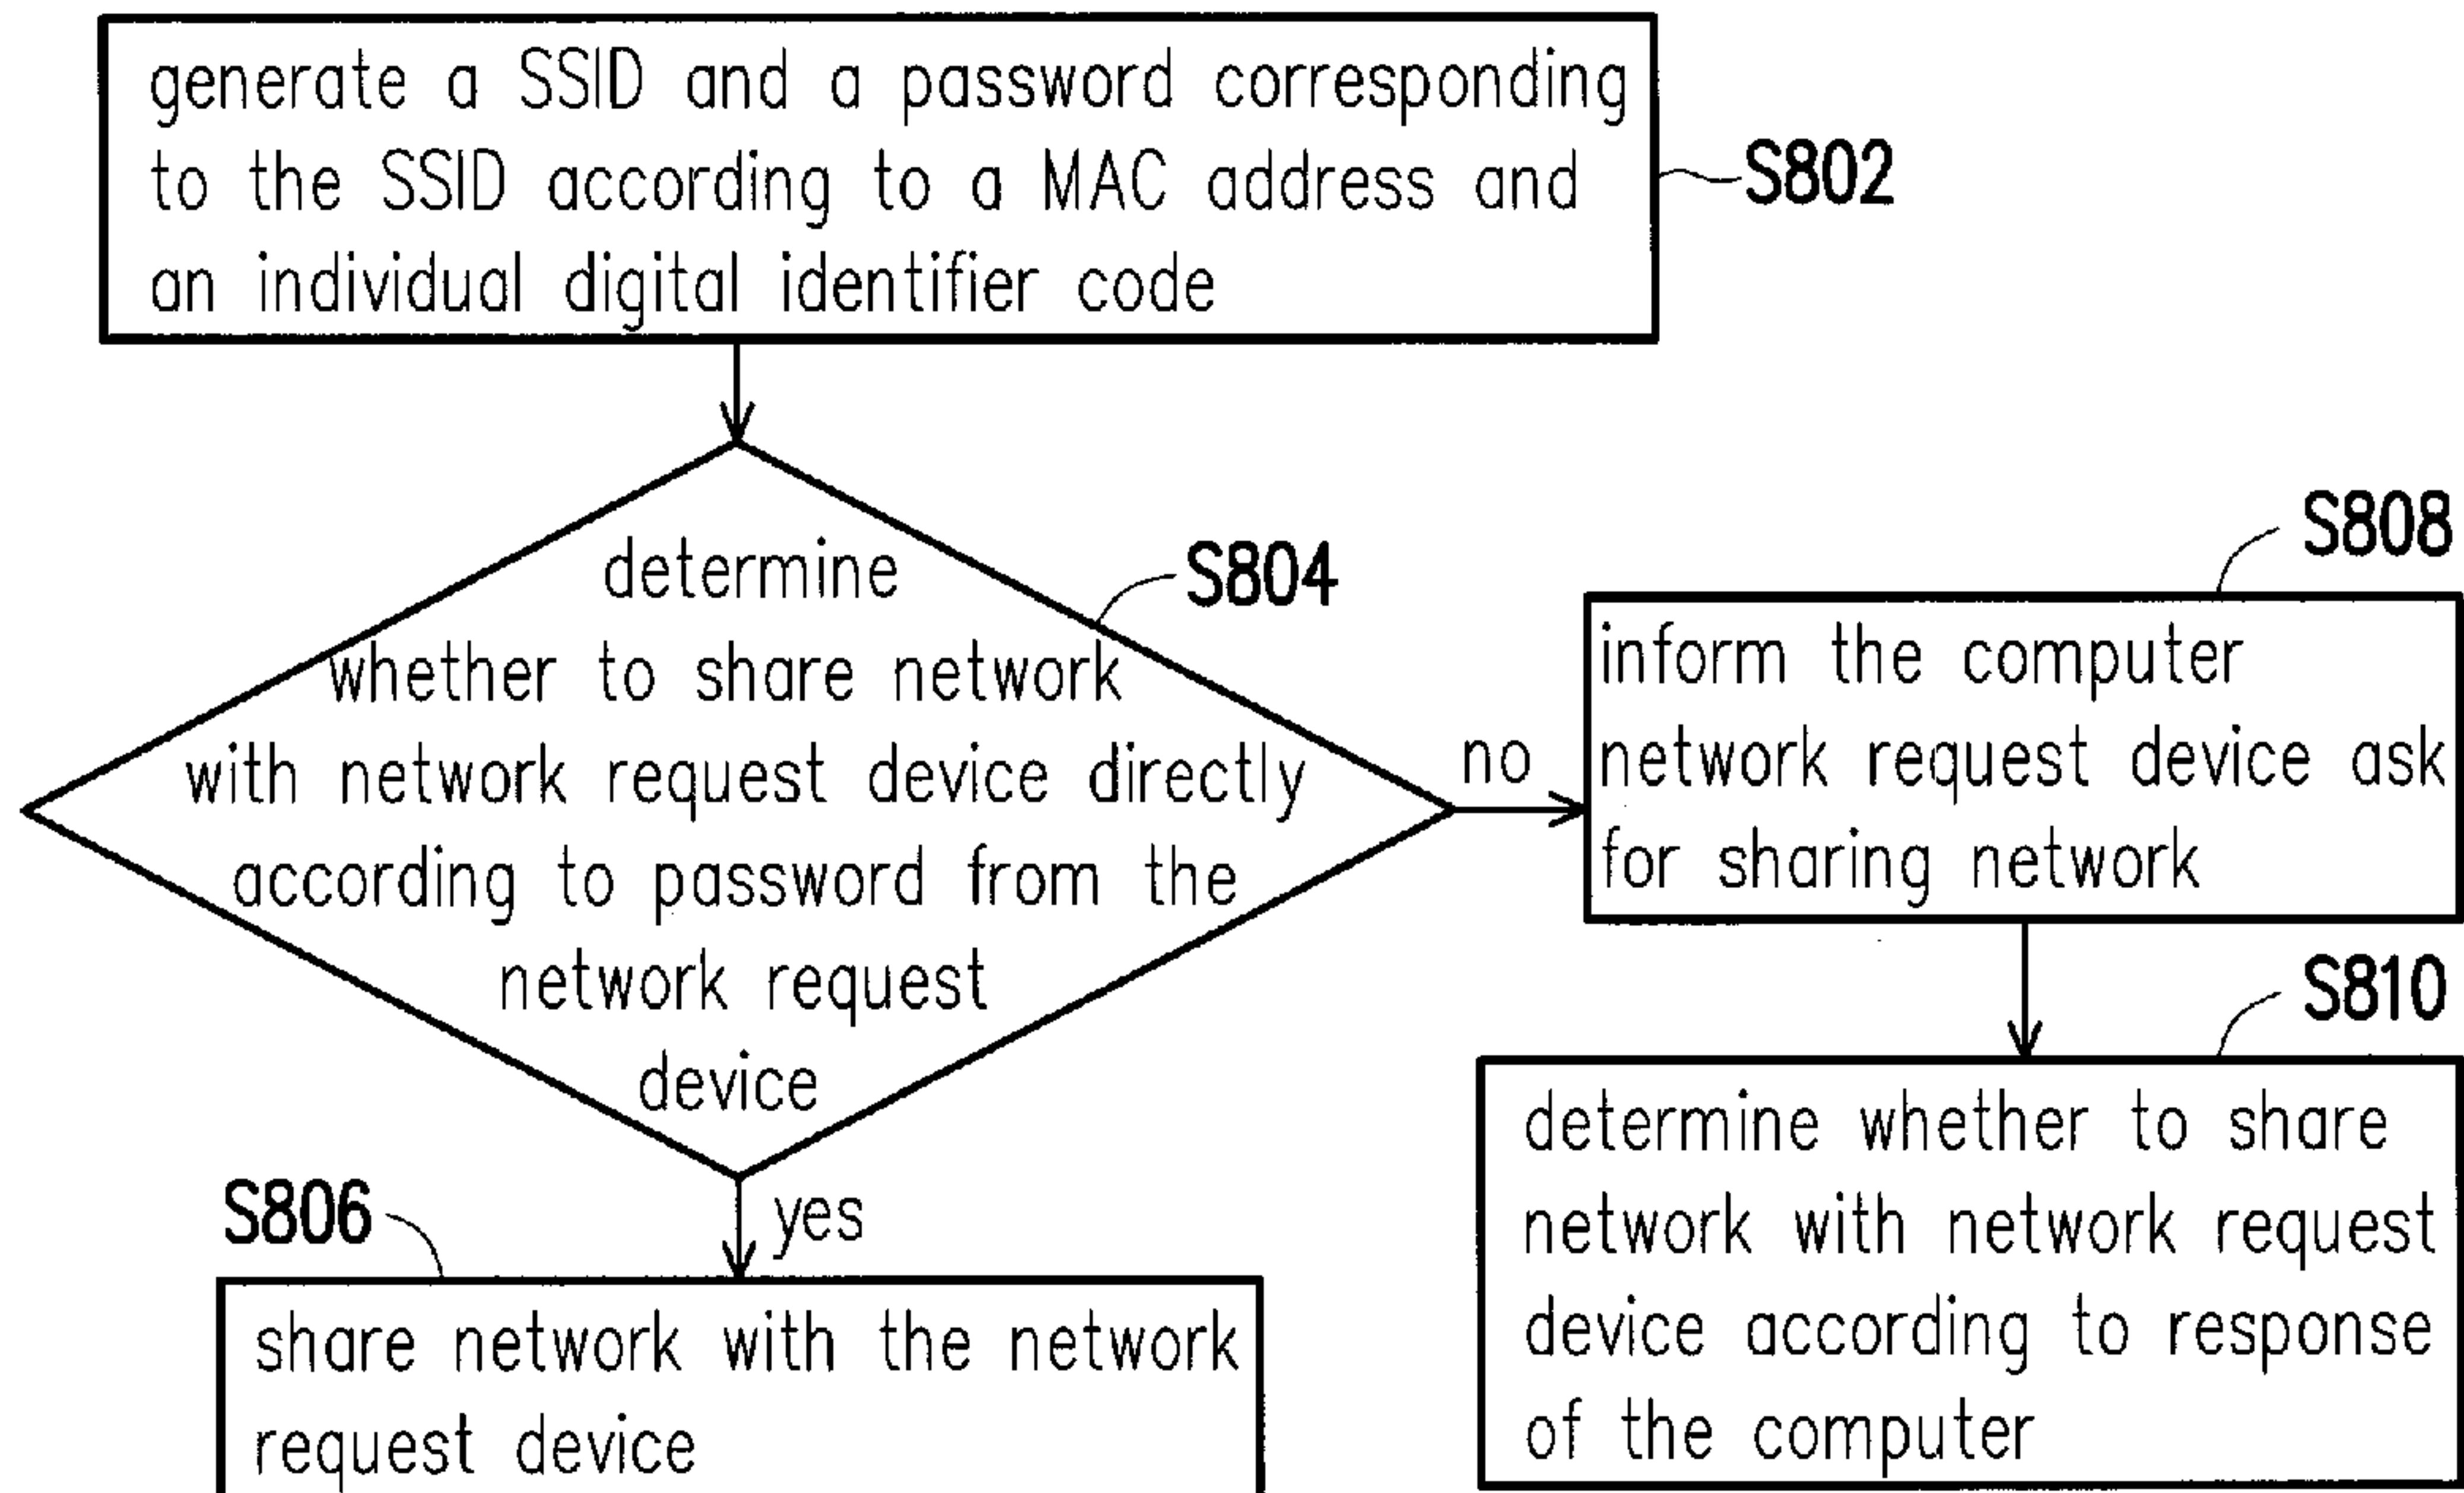 generate a SSID and a password corresponding
to the SSID according to a MAC address and
an individual digital identifier code
S802
determine
whether to share network
with network request device directly
according to password from the
network request
device
S804
no
yes
S806
share network with the network
request device
S808
inform the computer
network request device ask
for sharing network
S810
determine whether to share
network with network request
device according to response
of the computer